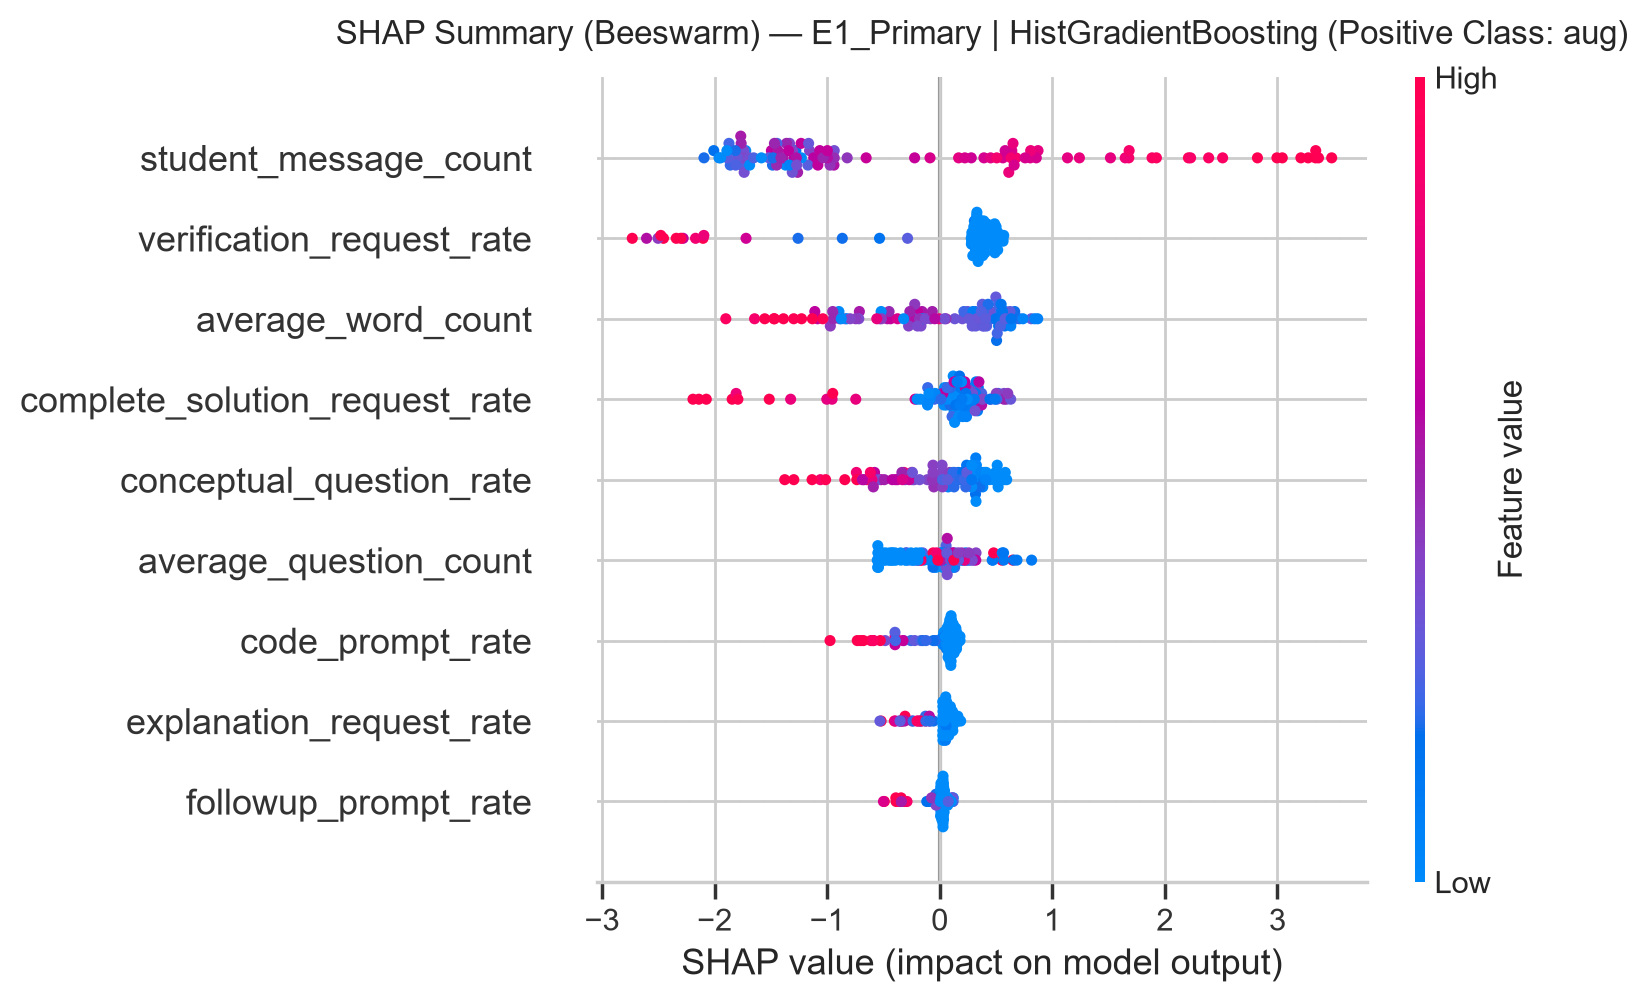 SHAP Summary (Beeswarm) — E1_Primary | HistGradientBoosting (Positive Class: aug)
High
student_message_count
verification_request_rate
average_word_count
complete_solution_request_rate
conceptual_question_rate
average_question_count
code_prompt_rate
explanation_request_rate
followup_prompt_rate
Feature value
Low
−3 −2 −1 0 1 2 3
SHAP value (impact on model output)